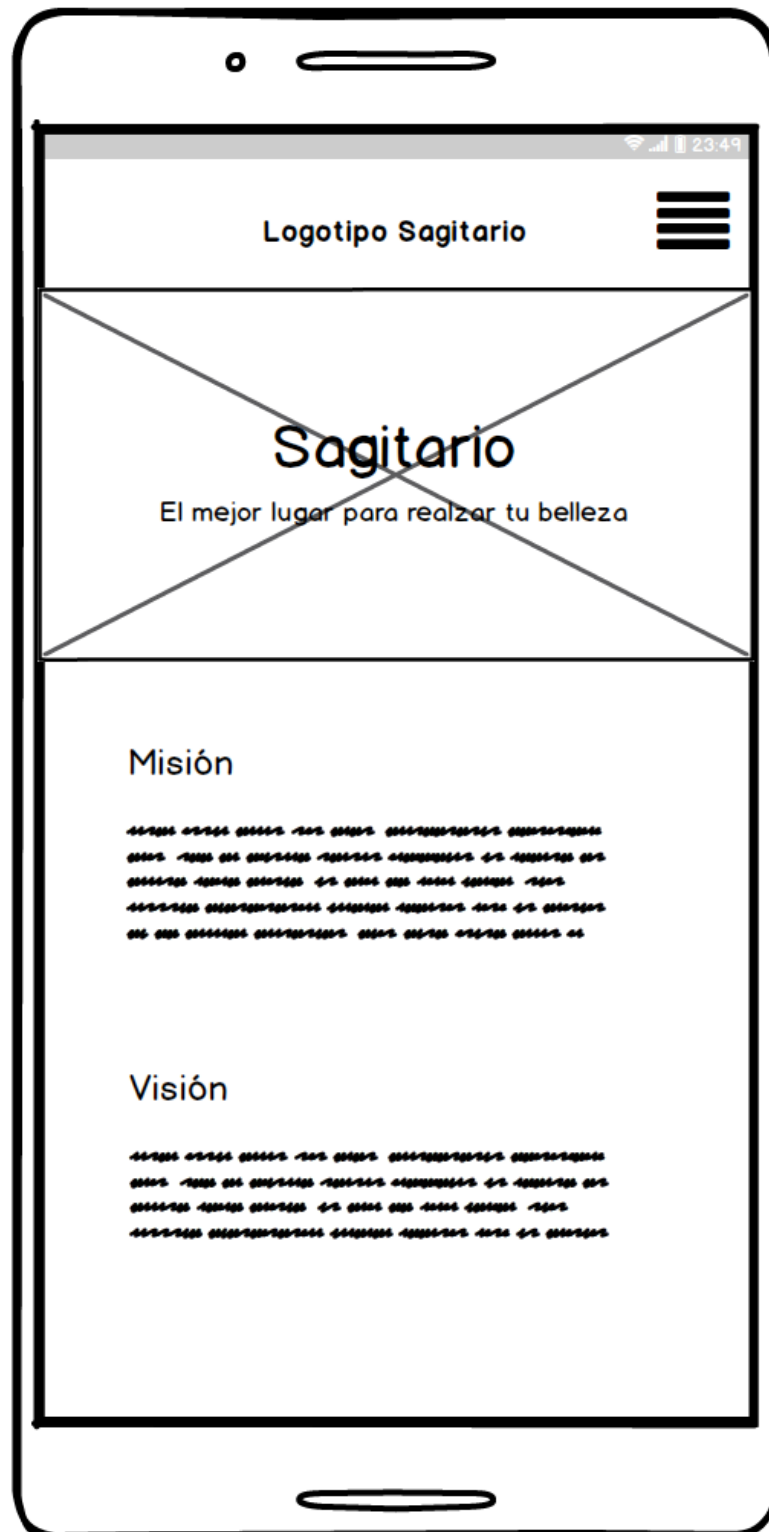 23:49
Logotipo Sagitario
Sagitario
El mejor lugar para realzar tu belleza
Misión
Visión